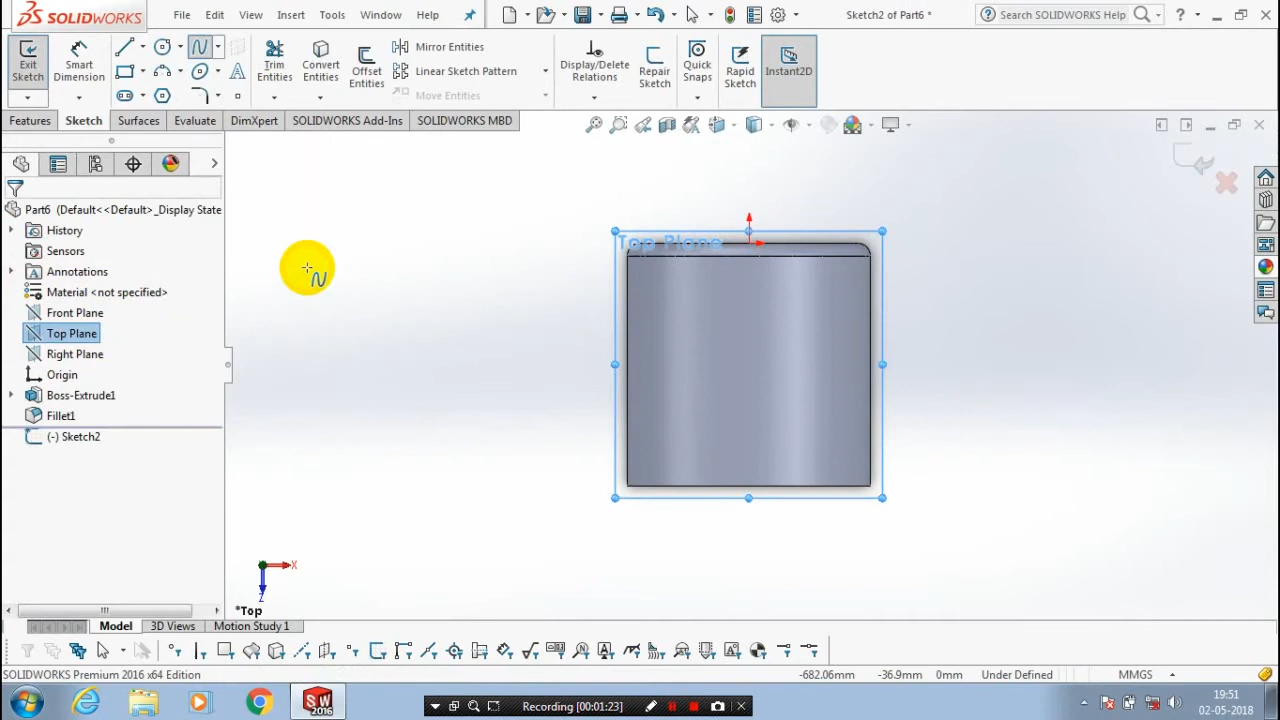 SOLIDWORKS File Edit View Insert Tools Window Help Sketch2 of Part6 * Search SOLIDWORKS Help
Exit Sketch Smart Dimension Trim Entities Convert Entities Offset Entities Mirror Entities Linear Sketch Pattern Move Entities Display/Delete Relations Repair Sketch Quick Snaps Rapid Sketch Instant2D
Features Sketch Surfaces Evaluate DimXpert SOLIDWORKS Add-Ins SOLIDWORKS MBD
Part6 (Default<<Default>_Display State
History
Sensors
Annotations
Material <not specified>
Front Plane
Top Plane
Right Plane
Origin
Boss-Extrude1
Fillet1
(-) Sketch2
Top Plane
X
Z
*Top
Model 3D Views Motion Study 1
SOLIDWORKS Premium 2016 x64 Edition -682.06mm -36.9mm 0mm Under Defined MMGS
SW 2016 Recording [00:01:23] 19:51
02-05-2018